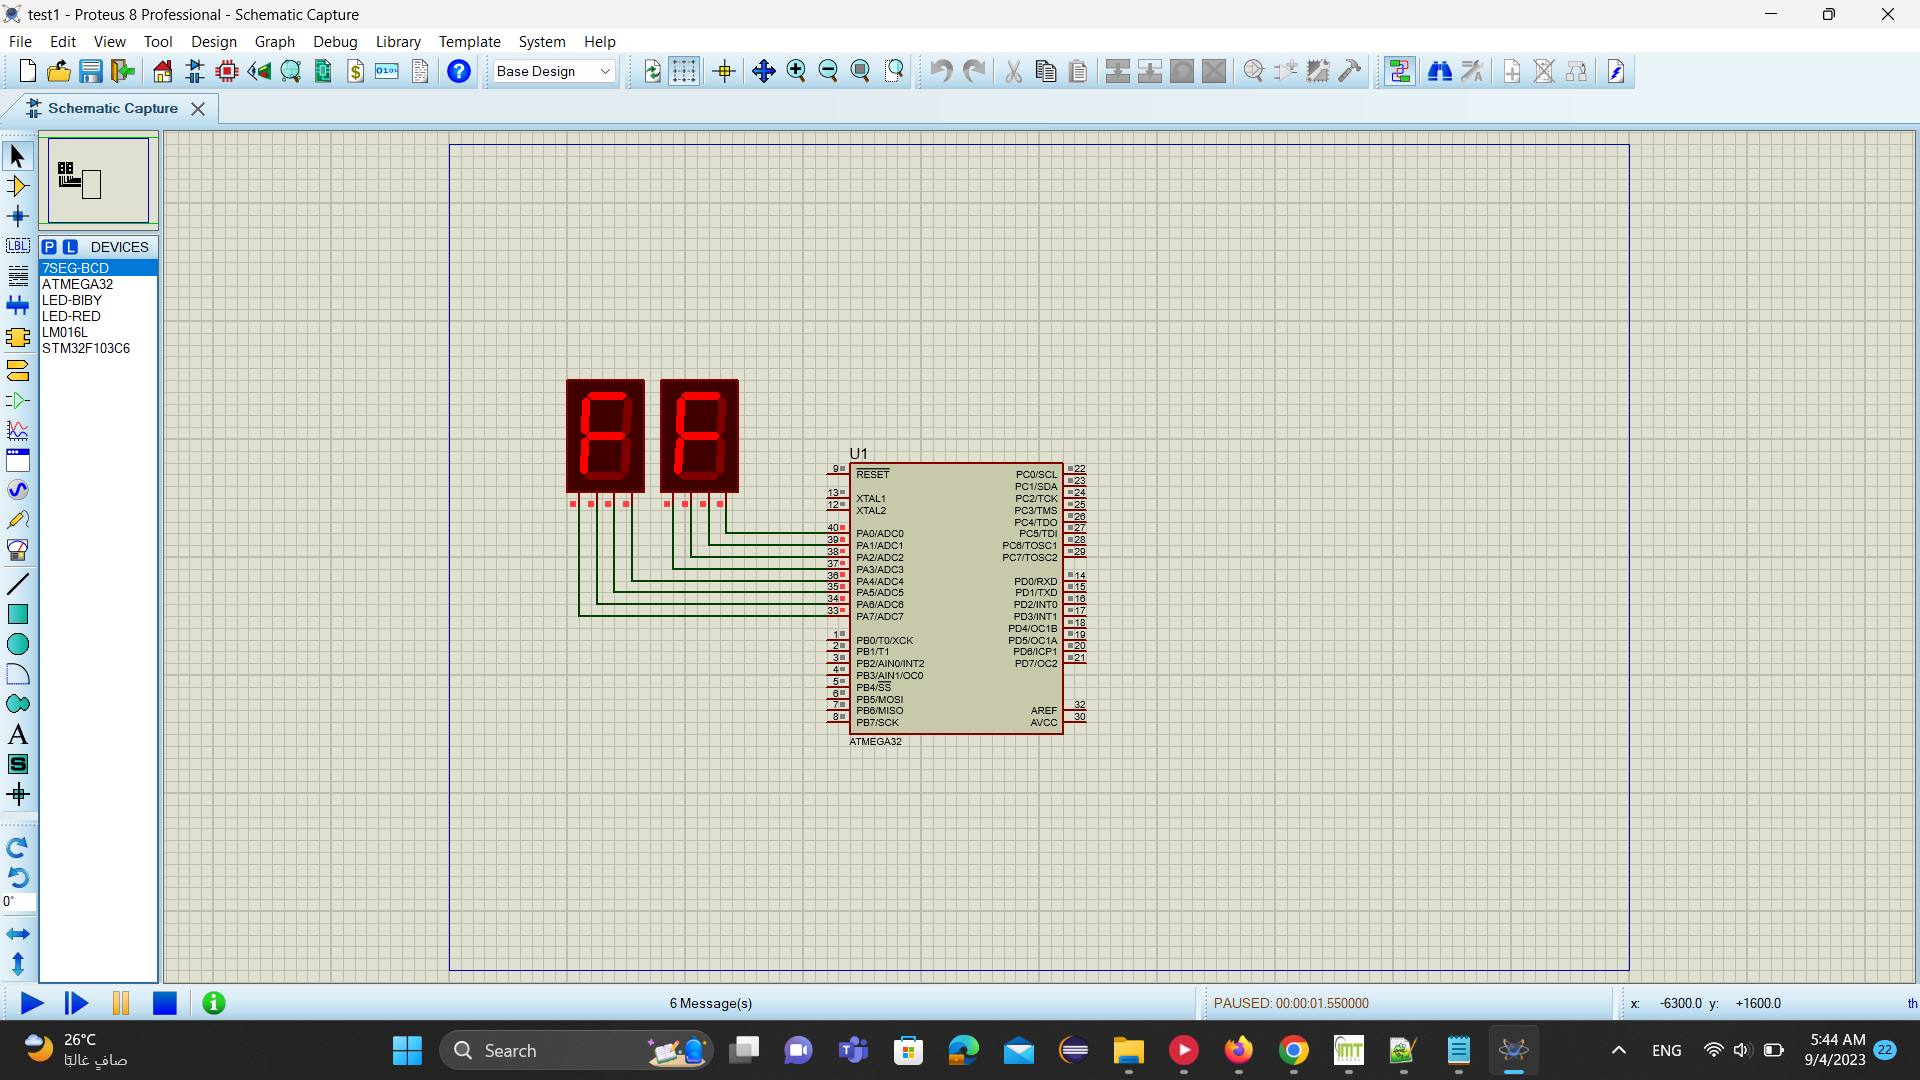 test1 - Proteus 8 Professional - Schematic Capture
File Edit View Tool Design Graph Debug Library Template System Help
Base Design
Schematic Capture
P L DEVICES
7SEG-BCD
ATMEGA32
LED-BIBY
LED-RED
LM016L
STM32F103C6
U1
9 RESET
13 XTAL1
12 XTAL2
40 PA0/ADC0
39 PA1/ADC1
38 PA2/ADC2
37 PA3/ADC3
36 PA4/ADC4
35 PA5/ADC5
34 PA6/ADC6
33 PA7/ADC7
1 PB0/T0/XCK
2 PB1/T1
3 PB2/AIN0/INT2
4 PB3/AIN1/OC0
5 PB4/SS
6 PB5/MOSI
7 PB6/MISO
8 PB7/SCK
PC0/SCL 22
PC1/SDA 23
PC2/TCK 24
PC3/TMS 25
PC4/TDO 26
PC5/TDI 27
PC6/TOSC1 28
PC7/TOSC2 29
PD0/RXD 14
PD1/TXD 15
PD2/INT0 16
PD3/INT1 17
PD4/OC1B 18
PD5/OC1A 19
PD6/ICP1 20
PD7/OC2 21
AREF 32
AVCC 30
ATMEGA32
F F
LBL
A
S
0°
6 Message(s)
PAUSED: 00:00:01.550000
x: -6300.0 y: +1600.0 th
26°C
صافٍ غالبًا
Search
ENG
5:44 AM
9/4/2023
22